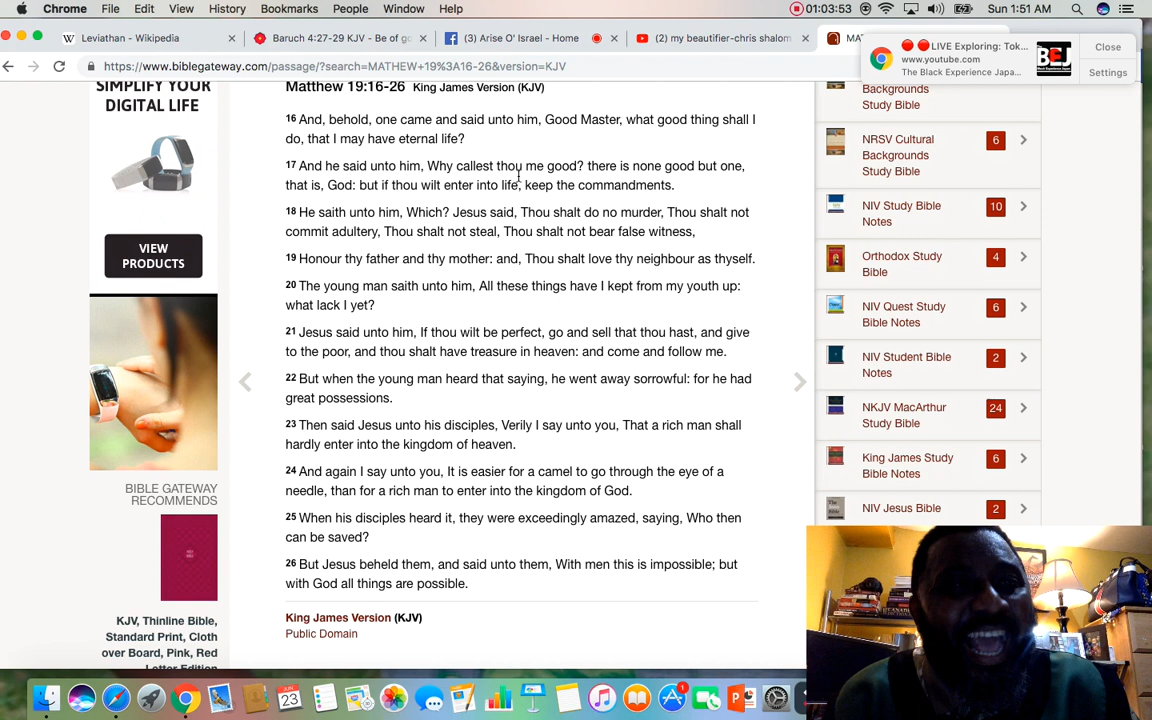 Chrome File Edit View History Bookmarks People Window Help 01:03:53 Sun 1:51 AM
Leviathan - Wikipedia
Baruch 4:27-29 KJV - Be of go
(3) Arise O' Israel - Home
(2) my beautifier-chris shalom
https://www.biblegateway.com/passage/?search=MATHEW+19%3A16-26&version=KJV
LIVE Exploring: Tok...
www.youtube.com
The Black Experience Japa...
BEJ
Close
Settings
SIMPLIFY YOUR
DIGITAL LIFE
VIEW
PRODUCTS
BIBLE GATEWAY
RECOMMENDS
KJV, Thinline Bible,
Standard Print, Cloth
over Board, Pink, Red
Letter Edition
Matthew 19:16-26 King James Version (KJV)
16 And, behold, one came and said unto him, Good Master, what good thing shall I
do, that I may have eternal life?
17 And he said unto him, Why callest thou me good? there is none good but one,
that is, God: but if thou wilt enter into life, keep the commandments.
18 He saith unto him, Which? Jesus said, Thou shalt do no murder, Thou shalt not
commit adultery, Thou shalt not steal, Thou shalt not bear false witness,
19 Honour thy father and thy mother: and, Thou shalt love thy neighbour as thyself.
20 The young man saith unto him, All these things have I kept from my youth up:
what lack I yet?
21 Jesus said unto him, If thou wilt be perfect, go and sell that thou hast, and give
to the poor, and thou shalt have treasure in heaven: and come and follow me.
22 But when the young man heard that saying, he went away sorrowful: for he had
great possessions.
23 Then said Jesus unto his disciples, Verily I say unto you, That a rich man shall
hardly enter into the kingdom of heaven.
24 And again I say unto you, It is easier for a camel to go through the eye of a
needle, than for a rich man to enter into the kingdom of God.
25 When his disciples heard it, they were exceedingly amazed, saying, Who then
can be saved?
26 But Jesus beheld them, and said unto them, With men this is impossible; but
with God all things are possible.
King James Version (KJV)
Public Domain
Backgrounds
Study Bible
NRSV Cultural
Backgrounds
Study Bible
6
NIV Study Bible
Notes
10
Orthodox Study
Bible
4
NIV Quest Study
Bible Notes
6
NIV Student Bible
Notes
2
NKJV MacArthur
Study Bible
24
King James Study
Bible Notes
6
NIV Jesus Bible
2
JUN
23
1